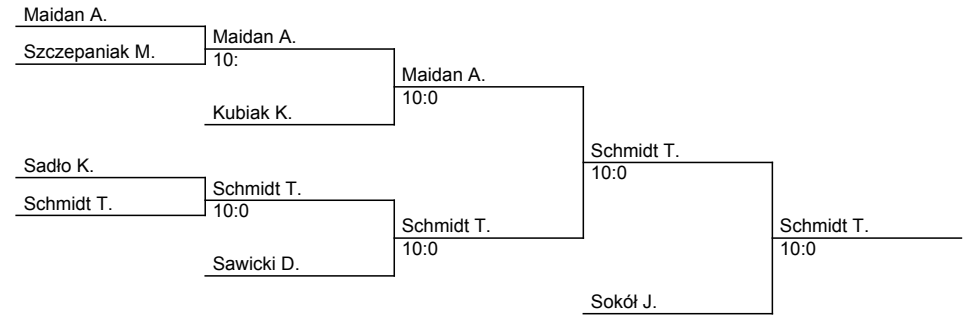 Maidan A.
Szczepaniak M.
Maidan A.
10:
Kubiak K.
Maidan A.
10:0
Sadło K.
Schmidt T.
Schmidt T.
10:0
Sawicki D.
Schmidt T.
10:0
Schmidt T.
10:0
Sokół J.
Schmidt T.
10:0